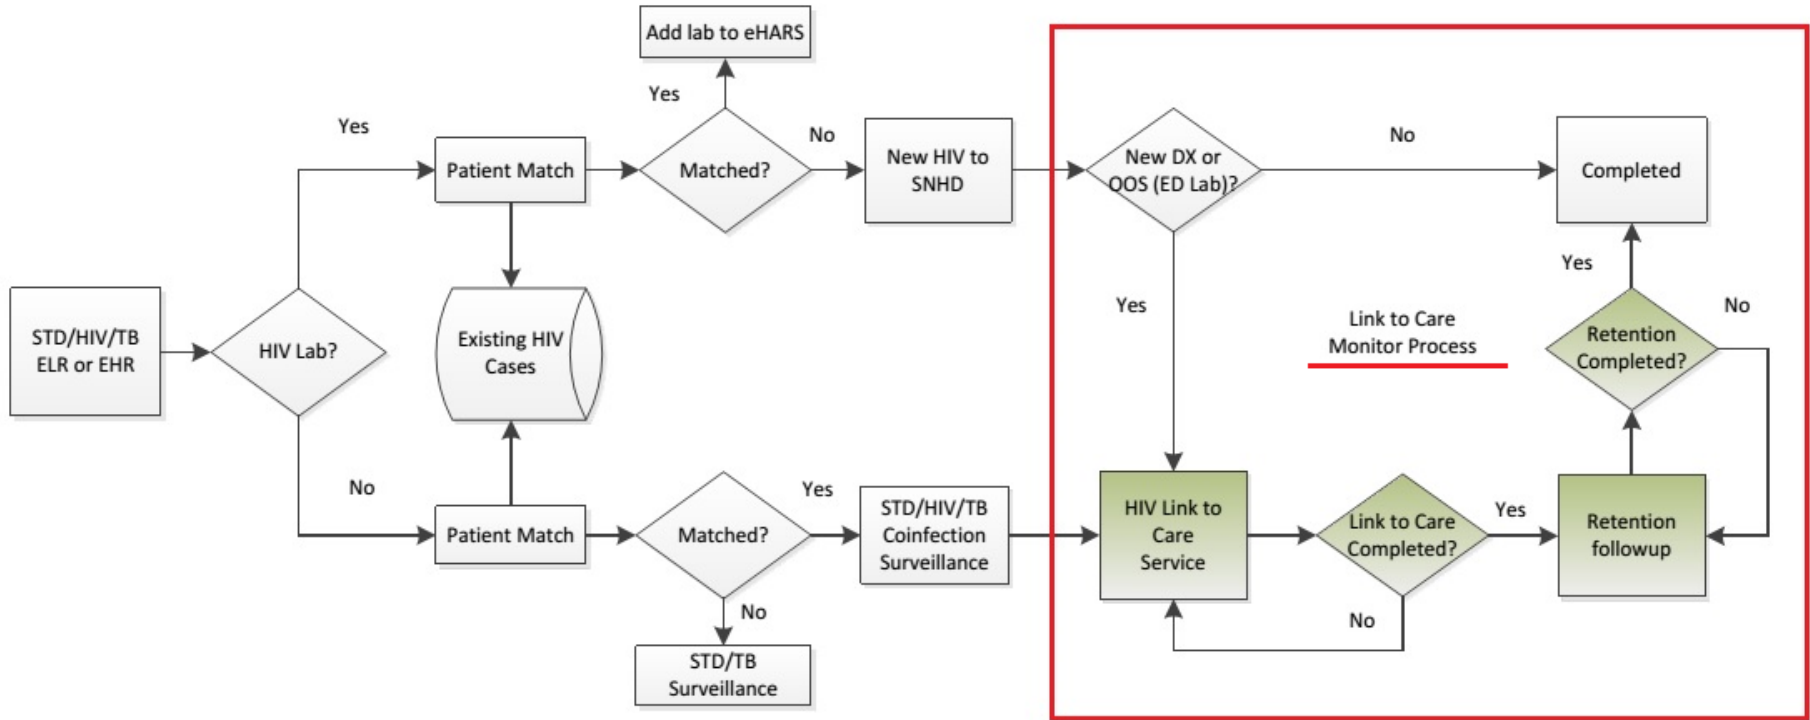 Add lab to eHARS
Yes
Yes
Patient Match
Matched?
No
New HIV to
SNHD
New DX or
OOS (ED Lab)?
No
Completed
STD/HIV/TB
ELR or EHR
HIV Lab?
Existing HIV
Cases
Yes
Link to Care
Monitor Process
Yes
Retention
Completed?
No
No
Patient Match
Matched?
Yes
STD/HIV/TB
Coinfection
Surveillance
HIV Link to
Care
Service
Link to Care
Completed?
Yes
Retention
followup
No
No
STD/TB
Surveillance